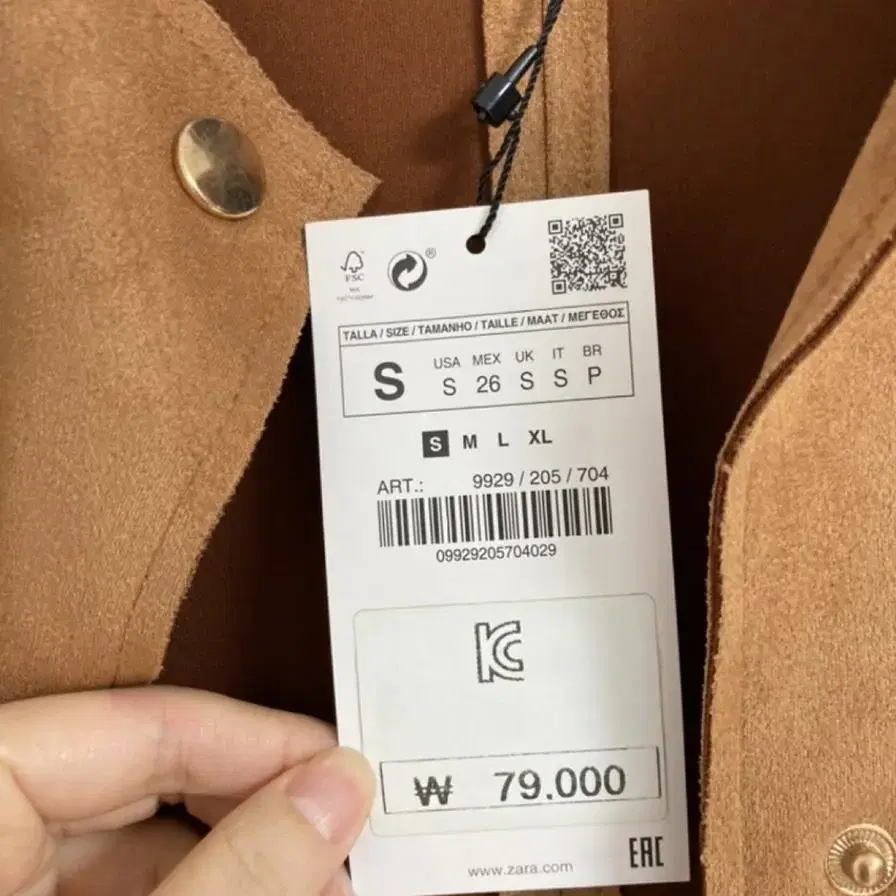 FSC
®
TALLA / SIZE / TAMANHO / TAILLE / MAAT / ΜΕΓΕΘΟΣ
S
USA MEX UK IT BR
S 26 S S P
S M L XL
ART.: 9929 / 205 / 704
09929205704029
₩ 79.000
www.zara.com
EAC